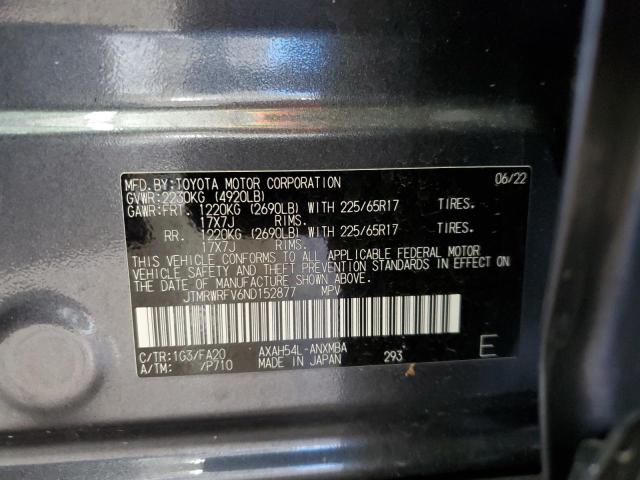 MFD.BY:TOYOTA MOTOR CORPORATION 06/22
GVWR:2230KG (4920LB)
GAWR:FRT. 1220KG (2690LB) WITH 225/65R17 TIRES.
17X7J RIMS.
RR. 1220KG (2690LB) WITH 225/65R17 TIRES.
17X7J RIMS.
THIS VEHICLE CONFORMS TO ALL APPLICABLE FEDERAL MOTOR
VEHICLE SAFETY AND THEFT PREVENTION STANDARDS IN EFFECT ON
THE DATE OF MANUFACTURE SHOWN ABOVE.
JTMRWRFV6ND152877 MPV
C/TR:1G3/FA20 AXAH54L-ANXMBA
A/TM: /P710 MADE IN JAPAN 293 E